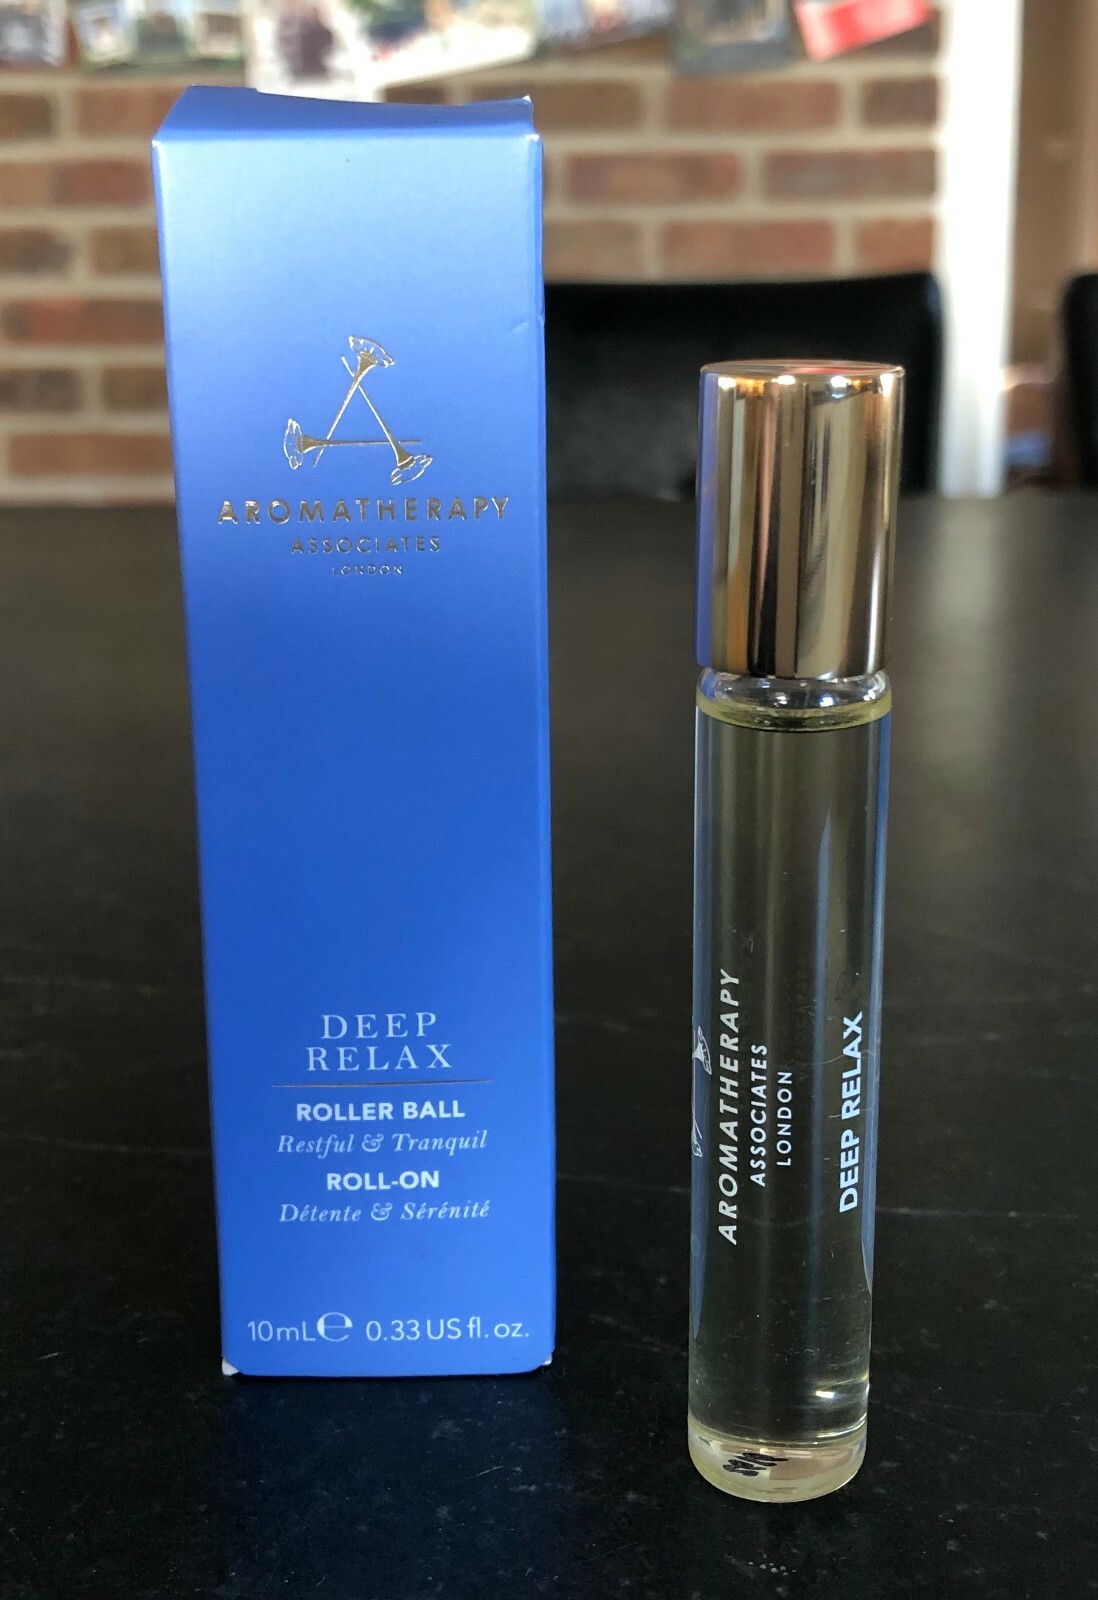 AROMATHERAPY
ASSOCIATES
LONDON
DEEP
RELAX
ROLLER BALL
Restful & Tranquil
ROLL-ON
Détente & Sérénité
10mL℮ 0.33 US fl. oz.
AROMATHERAPY
ASSOCIATES
LONDON
DEEP RELAX